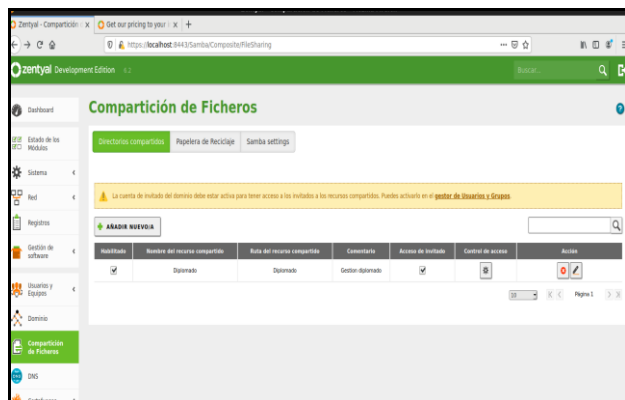 Zentyal - Compartición
Get our pricing to your
https://localhost:8443/Samba/Composite/FileSharing
zentyal Development Edition 6.2
Buscar...
Dashboard
Estado de los Módulos
Sistema
Red
Registros
Gestión de software
Usuarios y Equipos
Dominio
Compartición de Ficheros
DNS
Compartición de Ficheros
Directorios compartidos Papelera de Reciclaje Samba settings
La cuenta de invitado del dominio debe estar activa para tener acceso a los invitados a los recursos compartidos. Puedes activarlo en el gestor de Usuarios y Grupos.
AÑADIR NUEVO/A
Habilitado Nombre del recurso compartido Ruta del recurso compartido Comentario Acceso de invitado Control de acceso Acción
Diplomado Diplomado Gestion diplomado
10 Página 1